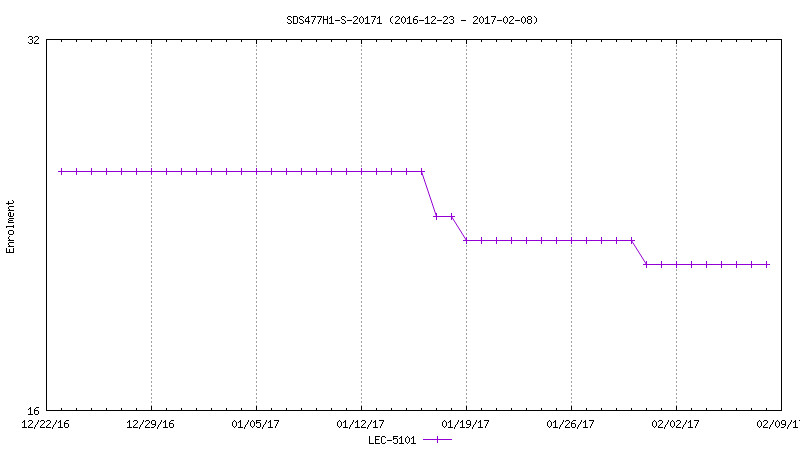 SDS477H1-S-20171 (2016-12-23 - 2017-02-08)
32
Enrolment
16
12/22/16 12/29/16 01/05/17 01/12/17 01/19/17 01/26/17 02/02/17 02/09/1
LEC-5101